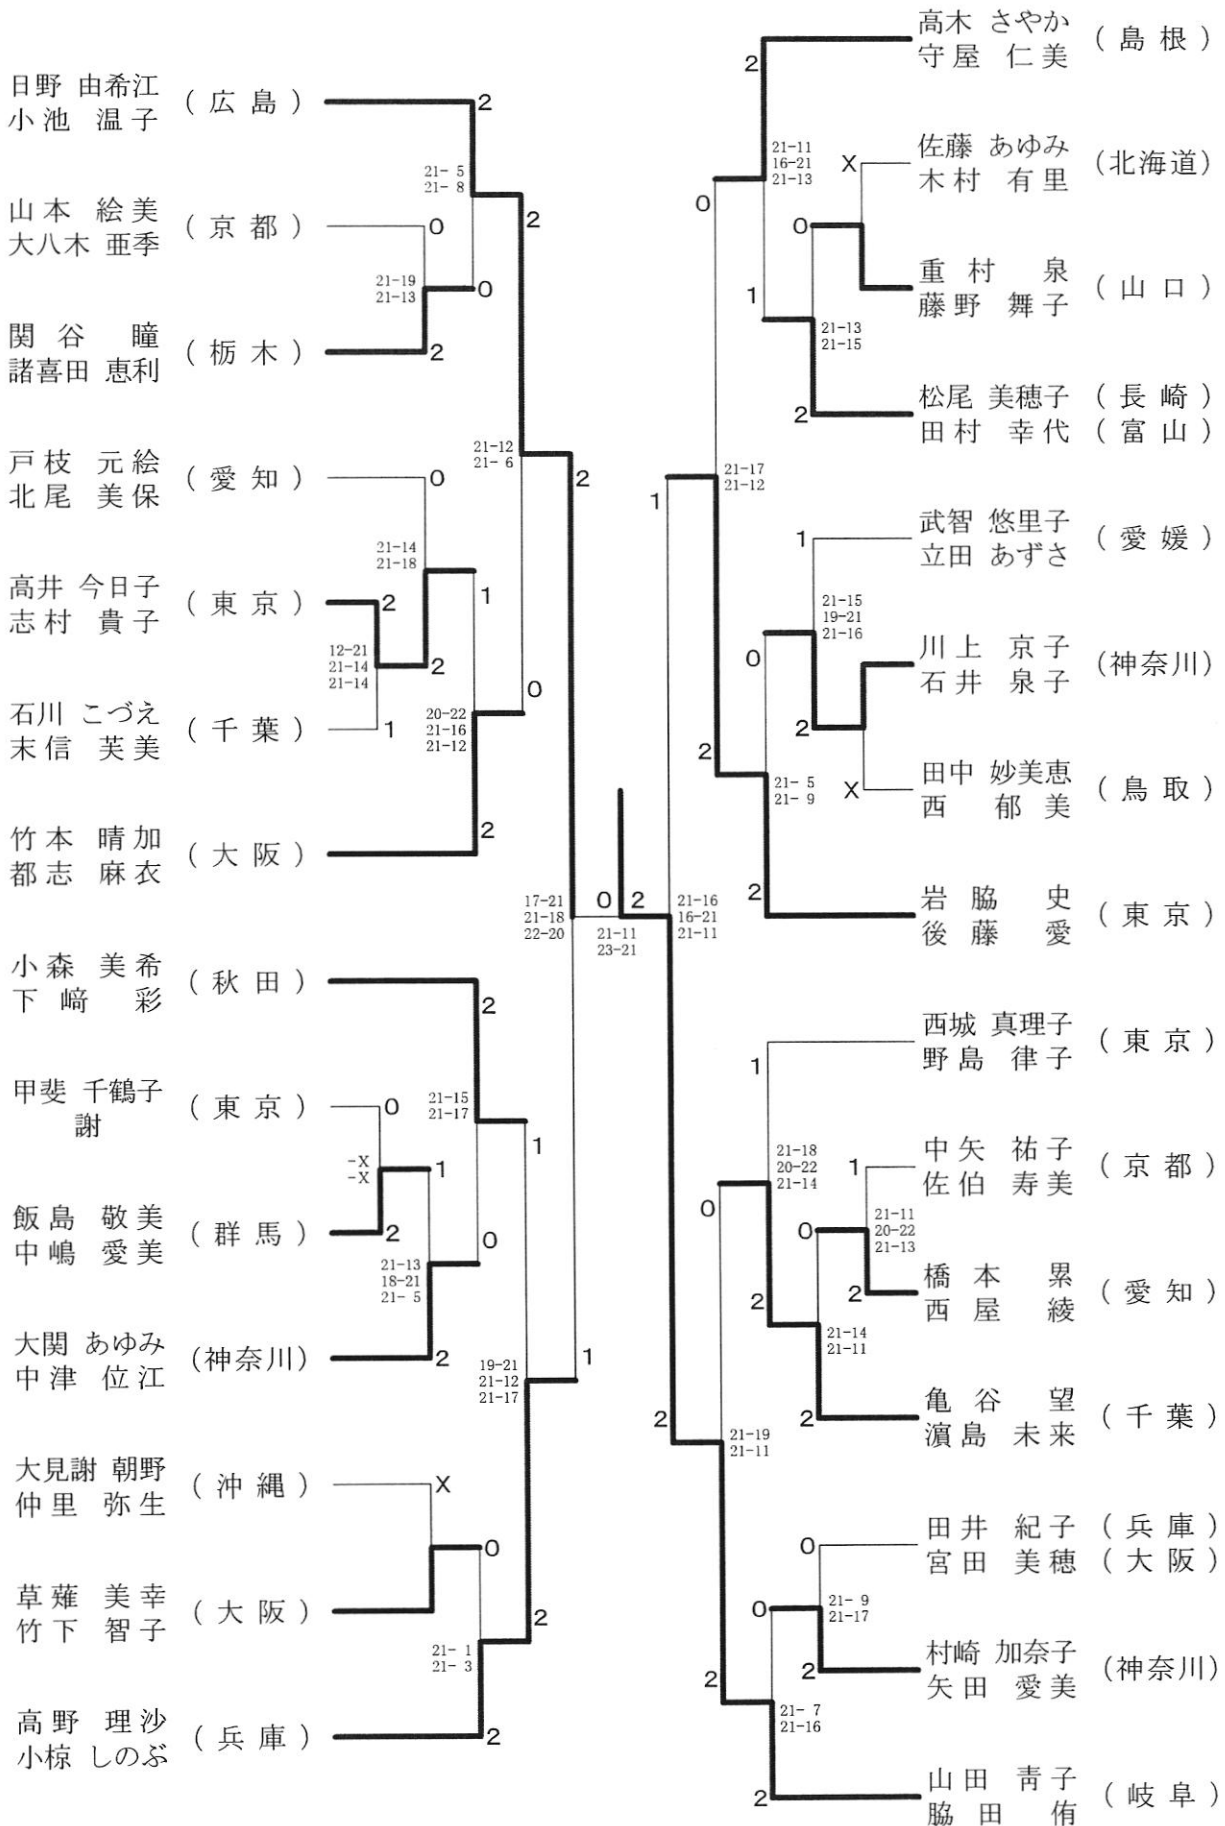 日野 由希江
小池 温子
(広島)
2
21- 5
21- 8
山本 絵美
大八木 亜季
(京都)
0
2
21-19
21-13
0
関谷 瞳
諸喜田 恵利
(栃木)
2
21-12
21- 6
2
戸枝 元絵
北尾 美保
(愛知)
0
21-14
21-18
1
高井 今日子
志村 貴子
(東京)
2
12-21
21-14
21-14
2
0
石川 こづえ
末信 芙美
(千葉)
1
20-22
21-16
21-12
竹本 晴加
都志 麻衣
(大阪)
2
17-21
21-18
22-20
0 2
21-11
23-21
小森 美希
下﨑 彩
(秋田)
2
21-15
21-17
1
甲斐 千鶴子
謝
(東京)
0
-X
-X
1
飯島 敬美
中嶋 愛美
(群馬)
2
0
21-13
18-21
21- 5
大関 あゆみ
中津 位江
(神奈川)
2
19-21
21-12
21-17
1
大見謝 朝野
仲里 弥生
(沖縄)
X
0
草薙 美幸
竹下 智子
(大阪)
2
21- 1
21- 3
高野 理沙
小椋 しのぶ
(兵庫)
2
高木 さやか
守屋 仁美
(島根)
2
21-11
16-21
21-13
0
佐藤 あゆみ
木村 有里
(北海道)
X
0
重村 泉
藤野 舞子
(山口)
1
21-13
21-15
松尾 美穂子 (長崎)
田村 幸代 (富山)
2
21-17
21-12
1
武智 悠里子
立田 あずさ
(愛媛)
1
21-15
19-21
21-16
0
川上 京子
石井 泉子
(神奈川)
2
2
21- 5
21- 9
田中 妙美恵
西 郁美
(鳥取)
X
岩脇 史
後藤 愛
(東京)
2
21-16
16-21
21-11
西城 真理子
野島 律子
(東京)
1
21-18
20-22
21-14
0
中矢 祐子
佐伯 寿美
(京都)
1
21-11
20-22
21-13
0
橋本 累
西屋 綾
(愛知)
2
2
21-14
21-11
亀谷 望
濵島 未来
(千葉)
2
2
21-19
21-11
田井 紀子 (兵庫)
宮田 美穂 (大阪)
0
21- 9
21-17
0
村崎 加奈子
矢田 愛美
(神奈川)
2
2
21- 7
21-16
山田 青子
脇田 侑
(岐阜)
2